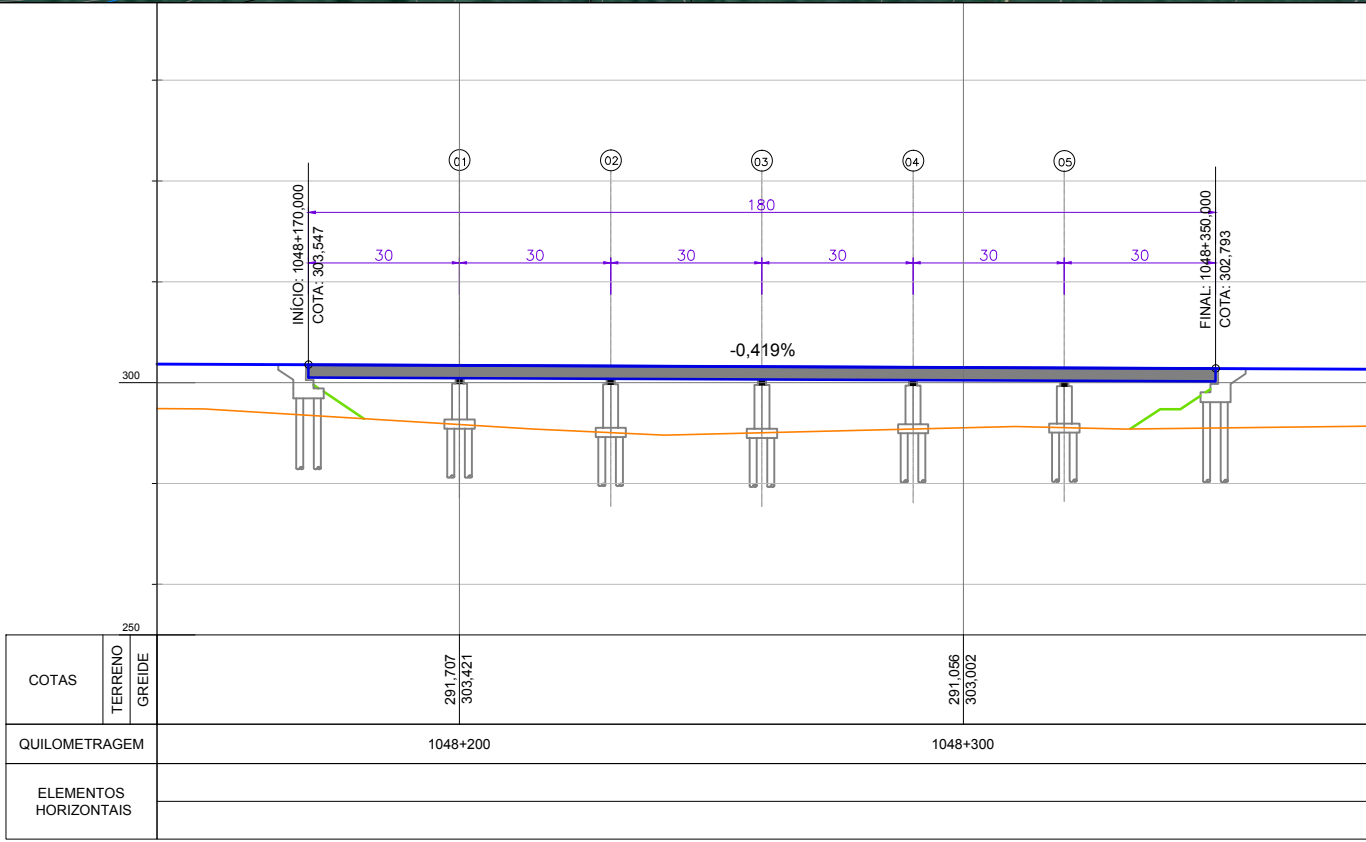 01
02
03
04
05
180
30
30
30
30
30
30
INÍCIO: 1048+170,000
COTA: 303,547
FINAL: 1048+350,000
COTA: 302,793
-0,419%
300
250
COTAS
TERRENO
GREIDE
291,707
303,421
291,056
303,002
QUILOMETRAGEM
1048+200
1048+300
ELEMENTOS
HORIZONTAIS